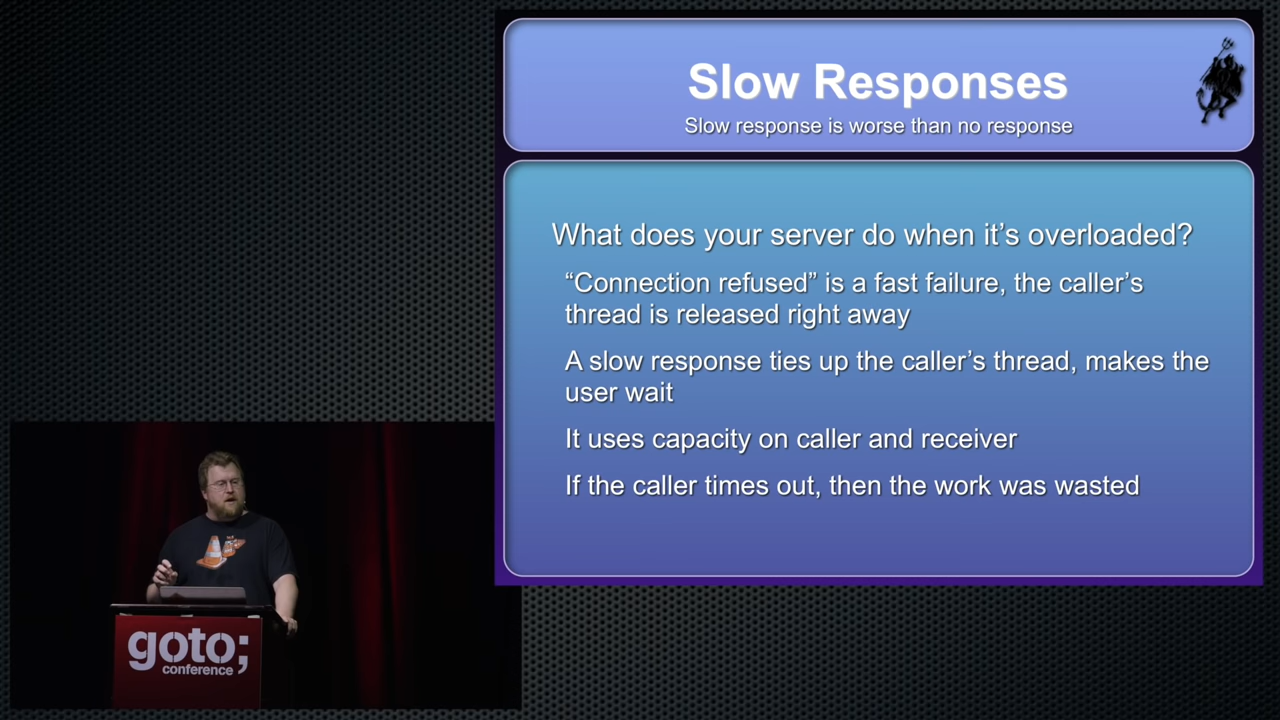 Slow Responses
Slow response is worse than no response
What does your server do when it’s overloaded?
“Connection refused” is a fast failure, the caller’s
thread is released right away
A slow response ties up the caller’s thread, makes the
user wait
It uses capacity on caller and receiver
If the caller times out, then the work was wasted
goto;
conference